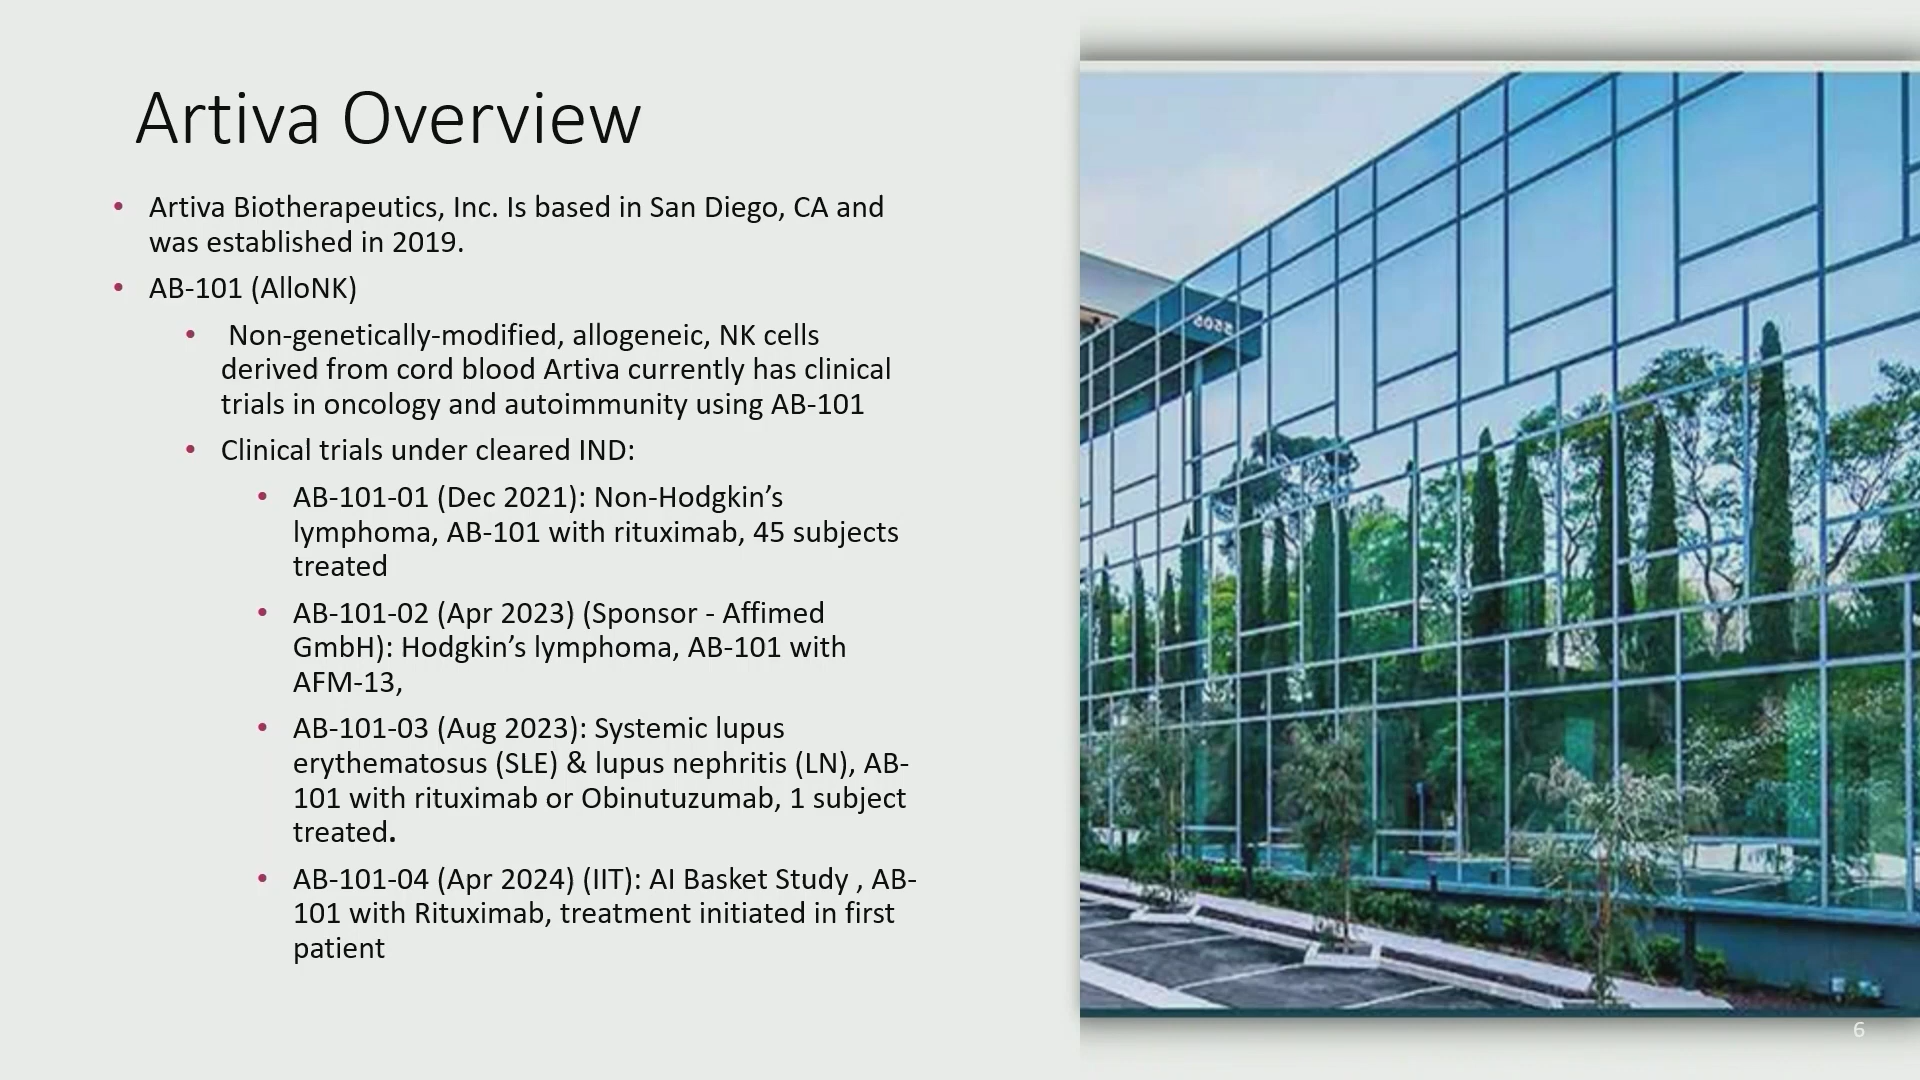 Artiva Overview
• Artiva Biotherapeutics, Inc. Is based in San Diego, CA and
was established in 2019.
• AB-101 (AlloNK)
• Non-genetically-modified, allogeneic, NK cells
derived from cord blood Artiva currently has clinical
trials in oncology and autoimmunity using AB-101
• Clinical trials under cleared IND:
• AB-101-01 (Dec 2021): Non-Hodgkin’s
lymphoma, AB-101 with rituximab, 45 subjects
treated
• AB-101-02 (Apr 2023) (Sponsor - Affimed
GmbH): Hodgkin’s lymphoma, AB-101 with
AFM-13,
• AB-101-03 (Aug 2023): Systemic lupus
erythematosus (SLE) & lupus nephritis (LN), AB-
101 with rituximab or Obinutuzumab, 1 subject
treated.
• AB-101-04 (Apr 2024) (IIT): AI Basket Study , AB-
101 with Rituximab, treatment initiated in first
patient
6